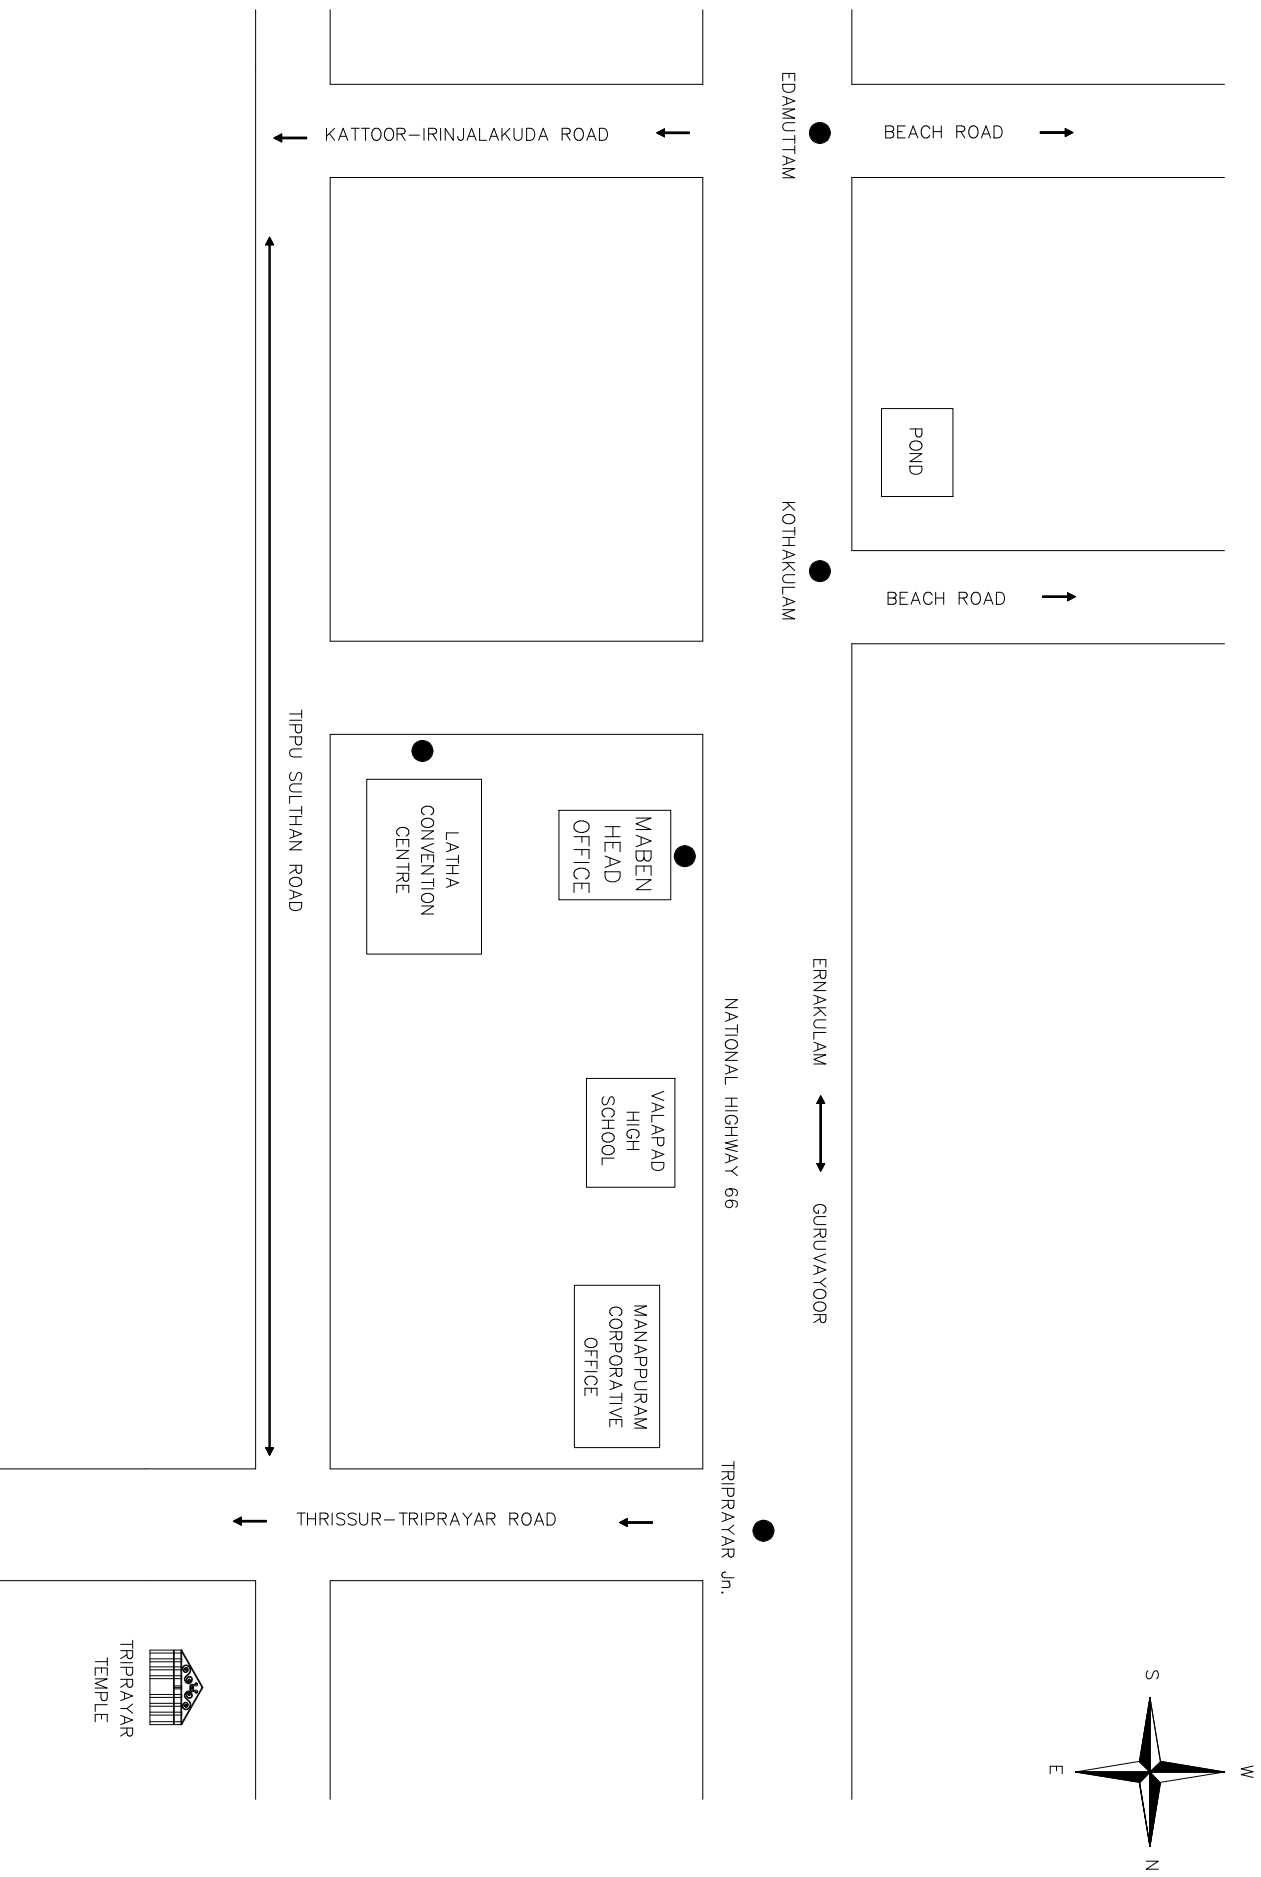 EDAMUTTAM
KATTOOR-IRINJALAKUDA ROAD
BEACH ROAD
POND
KOTHAKULAM
BEACH ROAD
TIPPU SULTHAN ROAD
LATHA
CONVENTION
CENTRE
MABEN
HEAD
OFFICE
ERNAKULAM
NATIONAL HIGHWAY 66
VALAPAD
HIGH
SCHOOL
GURUVAYOOR
MANAPPURAM
CORPORATIVE
OFFICE
TRIPRAYAR Jn.
THRISSUR-TRIPRAYAR ROAD
TRIPRAYAR
TEMPLE
S
E
W
N